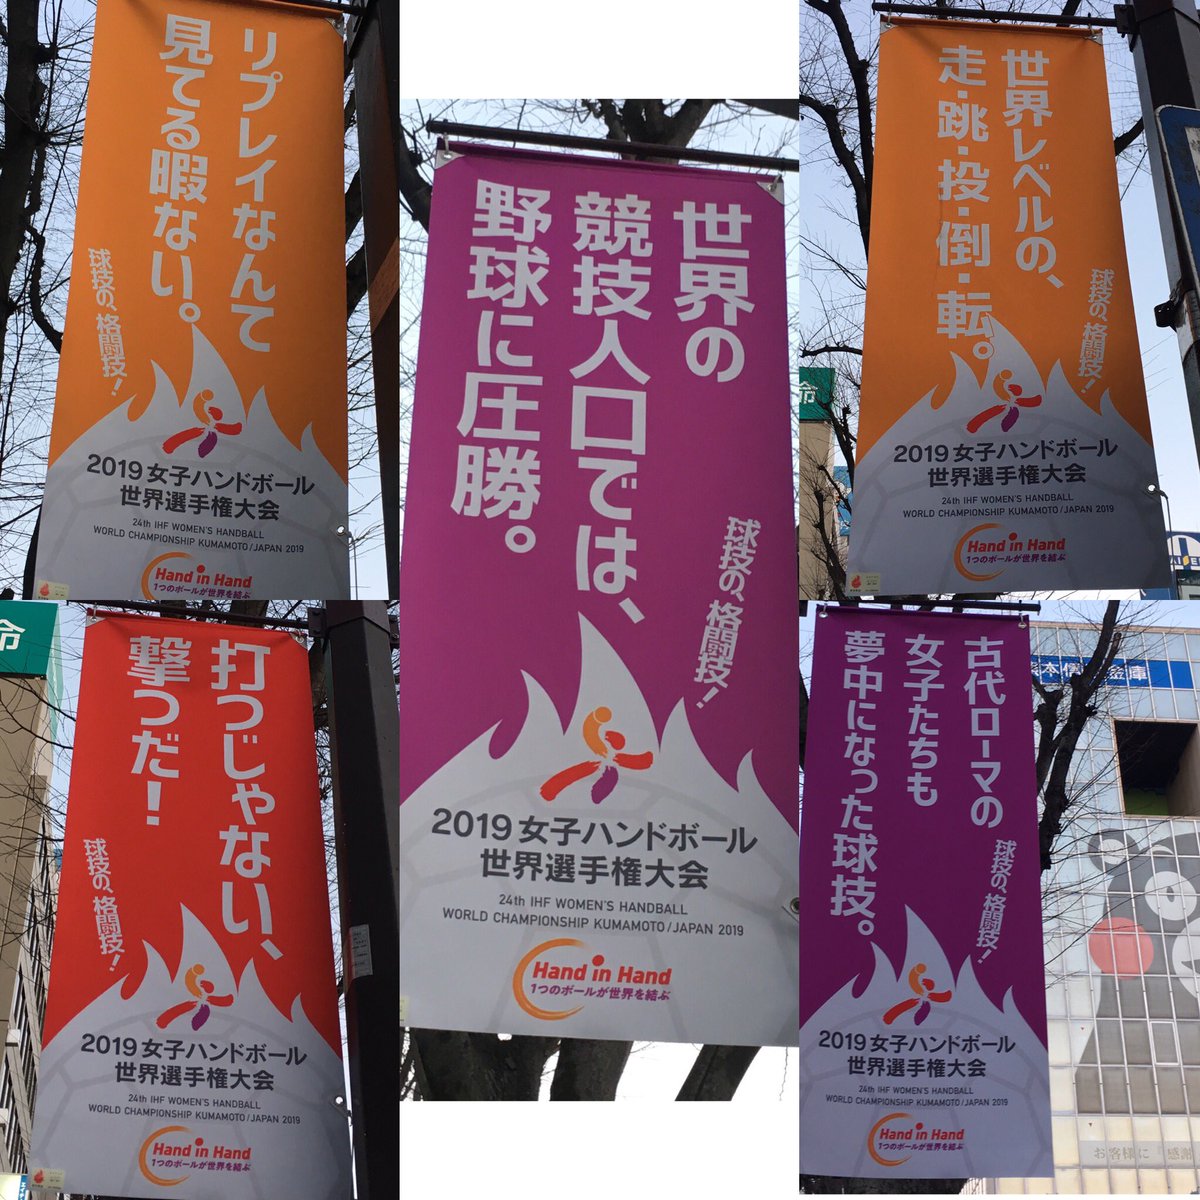 リプレイなんて
見てる暇ない。
球技の、格闘技！
2019 女子ハンドボール
世界選手権大会
24th IHF WOMEN'S HANDBALL
WORLD CHAMPIONSHIP KUMAMOTO/JAPAN 2019
Hand in Hand
1つのボールが世界を結ぶ
世界の
競技人口では、
野球に圧勝。
球技の、格闘技！
2019 女子ハンドボール
世界選手権大会
24th IHF WOMEN'S HANDBALL
WORLD CHAMPIONSHIP KUMAMOTO/JAPAN 2019
Hand in Hand
1つのボールが世界を結ぶ
世界レベルの、
走・跳・投・倒・転。
球技の、格闘技！
2019 女子ハンドボール
世界選手権大会
24th IHF WOMEN'S HANDBALL
WORLD CHAMPIONSHIP KUMAMOTO/JAPAN 2019
Hand in Hand
1つのボールが世界を結ぶ
命
打つじゃない、
撃つだ！
球技の、格闘技！
2019 女子ハンドボール
世界選手権大会
24th IHF WOMEN'S HANDBALL
WORLD CHAMPIONSHIP KUMAMOTO/JAPAN 2019
Hand in Hand
1つのボールが世界を結ぶ
命
古代ローマの
女子たちも
夢中になった球技。
球技の、格闘技！
2019 女子ハンドボール
世界選手権大会
24th IHF WOMEN'S HANDBALL
WORLD CHAMPIONSHIP KUMAMOTO/JAPAN 2019
Hand in Hand
1つのボールが世界を結ぶ
本信 金庫
お客様に「感謝